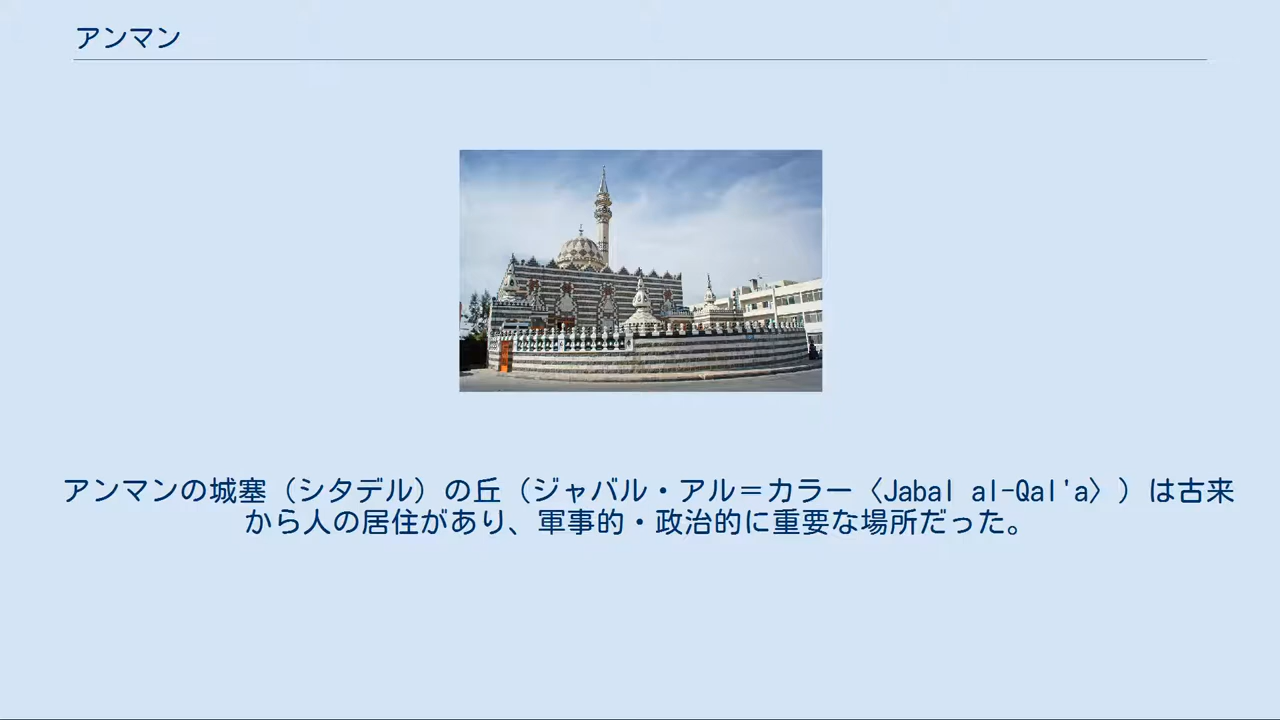 アンマン
アンマンの城塞（シタデル）の丘（ジャバル・アル＝カラー〈Jabal al-Qal'a〉）は古来
から人の居住があり、軍事的・政治的に重要な場所だった。